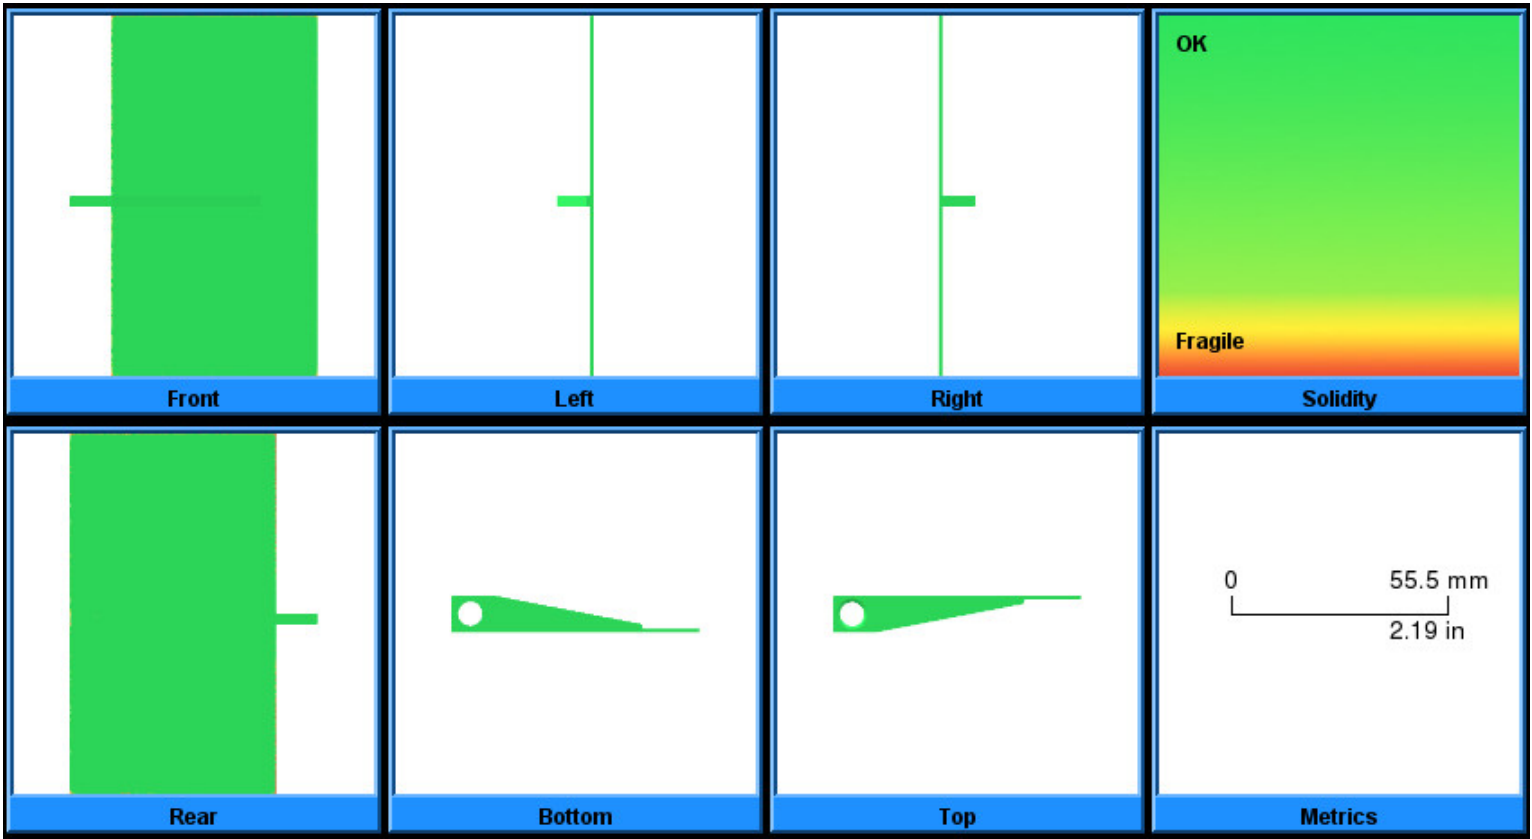 OK
Fragile
Front
Left
Right
Solidity
0
55.5 mm
2.19 in
Rear
Bottom
Top
Metrics